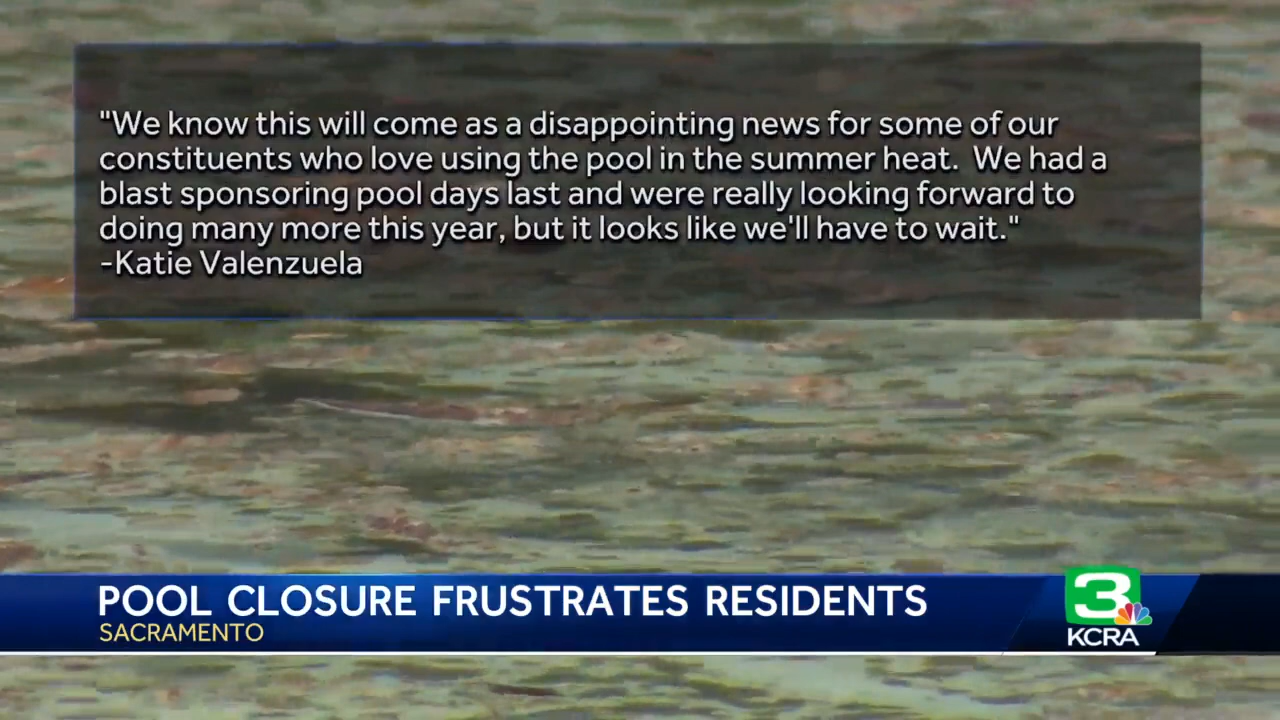 "We know this will come as a disappointing news for some of our
constituents who love using the pool in the summer heat.  We had a
blast sponsoring pool days last and were really looking forward to
doing many more this year, but it looks like we'll have to wait."
-Katie Valenzuela
POOL CLOSURE FRUSTRATES RESIDENTS
SACRAMENTO
3
KCRA